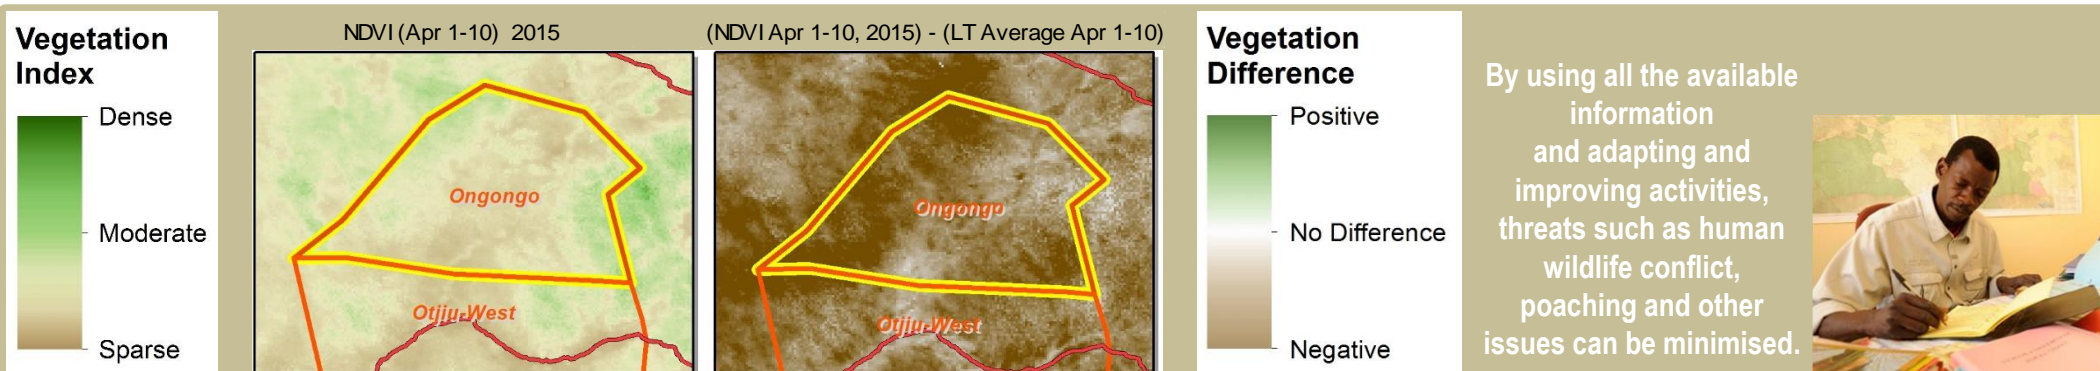 Vegetation
Index
Dense
Moderate
Sparse
NDVI (Apr 1-10) 2015
Ongongo
Otjiu-West
(NDVI Apr 1-10, 2015) - (LT Average Apr 1-10)
Ongongo
Otjiu-West
Vegetation
Difference
Positive
No Difference
Negative
By using all the available
information
and adapting and
improving activities,
threats such as human
wildlife conflict,
poaching and other
issues can be minimised.